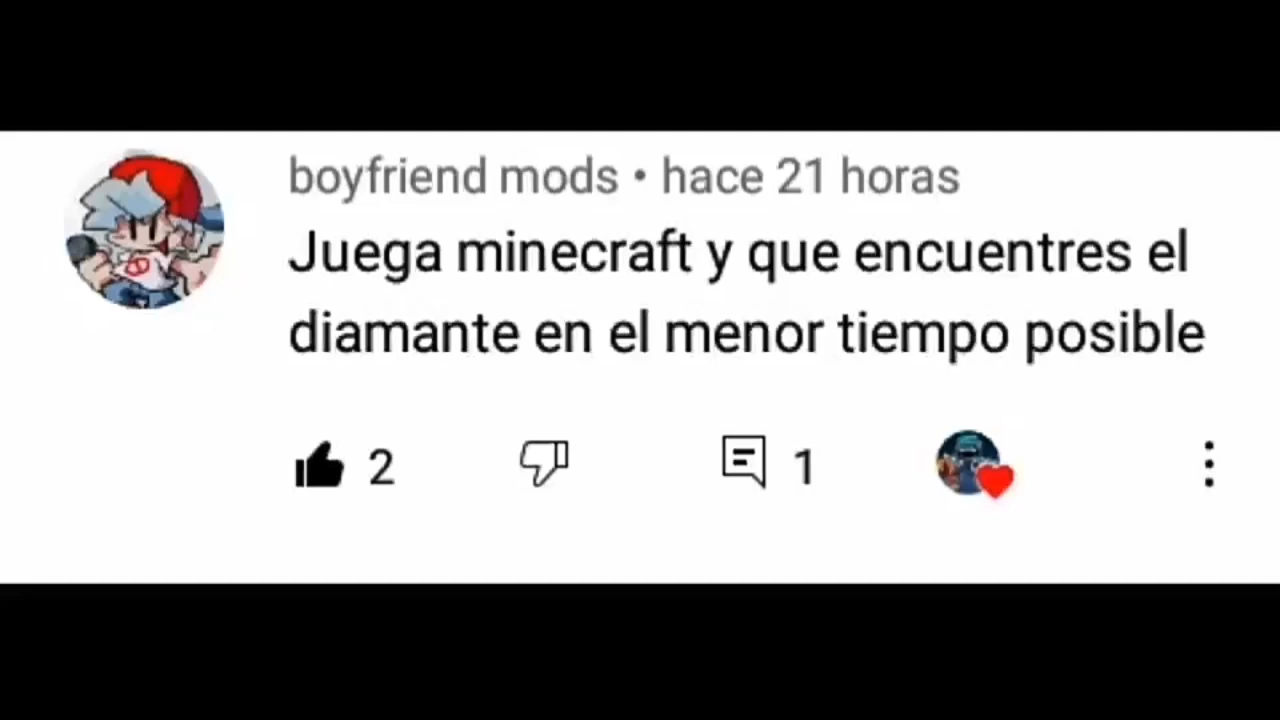 boyfriend mods • hace 21 horas
Juega minecraft y que encuentres el
diamante en el menor tiempo posible
2 1